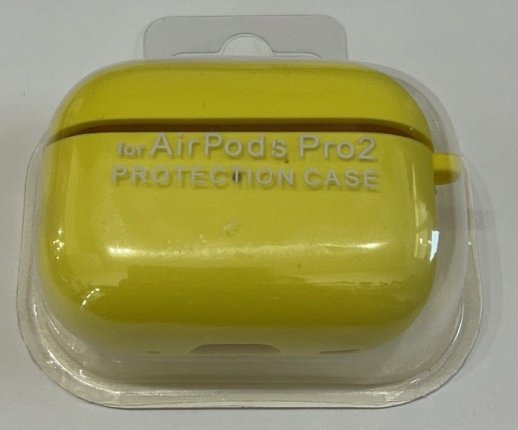 for AirPods Pro2
PROTECTION CASE